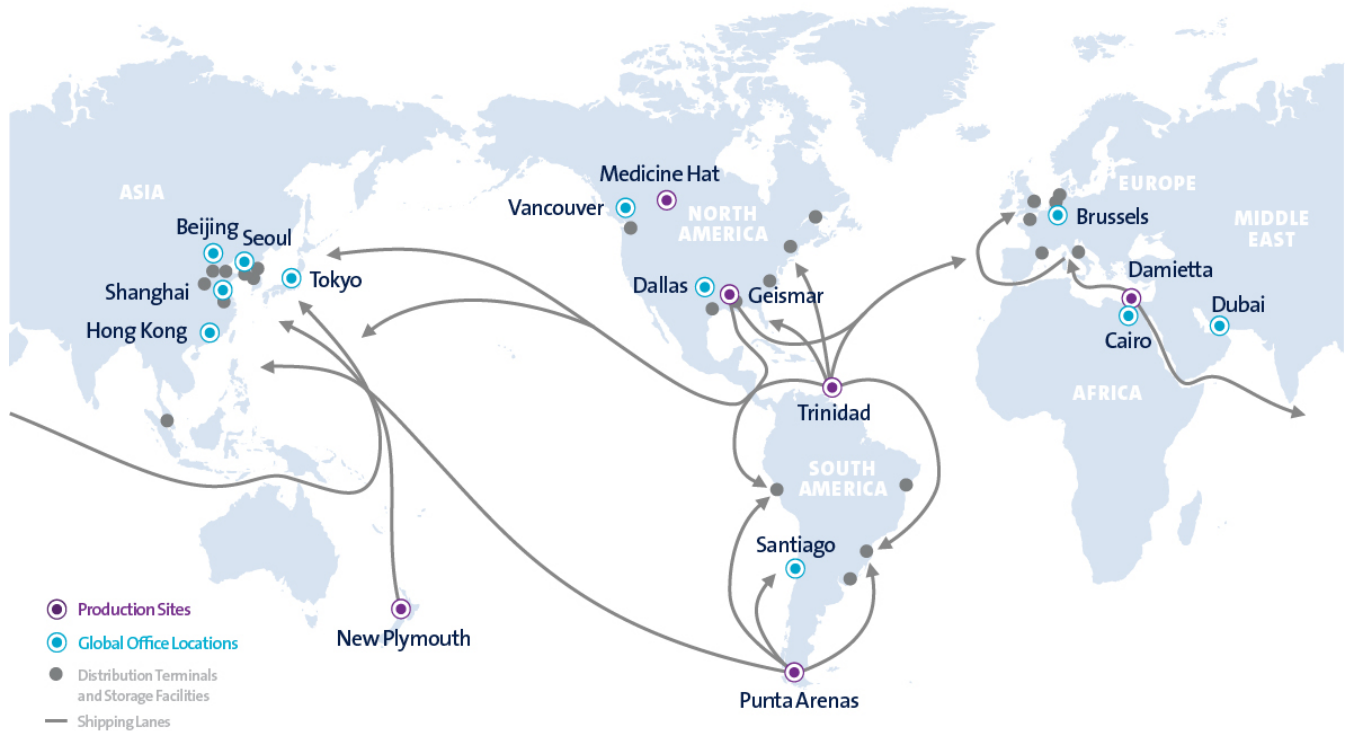 ASIA
Beijing
Seoul
Shanghai
Tokyo
Hong Kong
Medicine Hat
Vancouver
NORTH
AMERICA
Dallas
Geismar
Trinidad
SOUTH
AMERICA
Santiago
Punta Arenas
New Plymouth
EUROPE
Brussels
MIDDLE
EAST
Damietta
Dubai
Cairo
AFRICA
Production Sites
Global Office Locations
Distribution Terminals
and Storage Facilities
Shipping Lanes